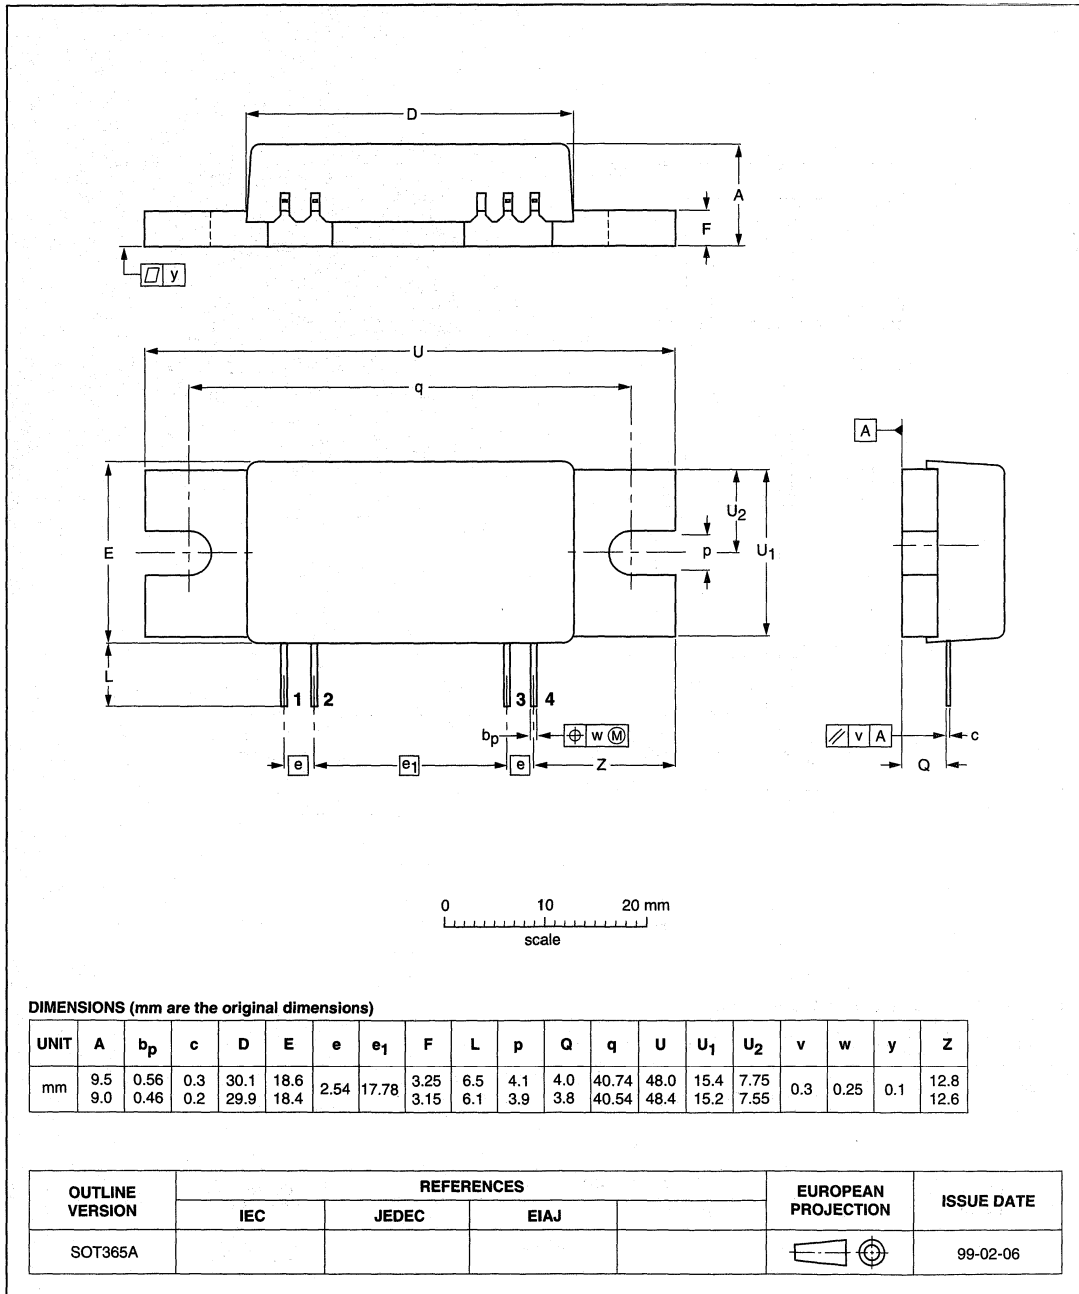 D
A
F
y
U
q
A
E
U2
p
U1
L
1 2 3 4
bp w M
v A c
e e1 e Z
Q
0 10 20 mm
scale
DIMENSIONS (mm are the original dimensions)
UNIT A bp c D E e e1 F L p Q q U U1 U2 v w y Z
mm 9.5 0.56 0.3 30.1 18.6 2.54 17.78 3.25 6.5 4.1 4.0 40.74 48.0 15.4 7.75 0.3 0.25 0.1 12.8
9.0 0.46 0.2 29.9 18.4 3.15 6.1 3.9 3.8 40.54 48.4 15.2 7.55 12.6
OUTLINE VERSION REFERENCES EUROPEAN PROJECTION ISSUE DATE
IEC JEDEC EIAJ
SOT365A 99-02-06